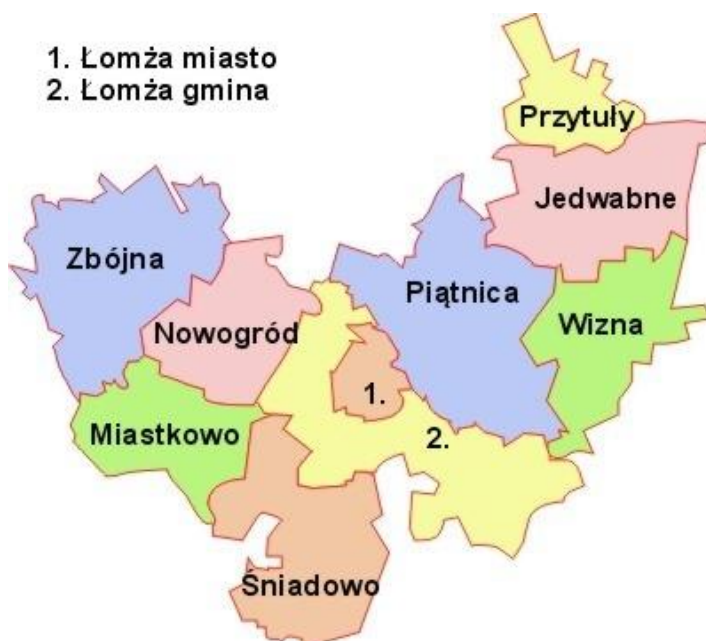 1. Łomża miasto
2. Łomża gmina
Przytuły
Jedwabne
Zbójna
Piątnica
Nowogród
Wizna
1.
Miastkowo
2.
Śniadowo